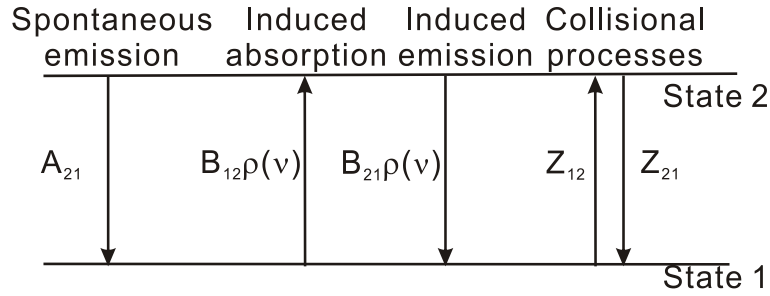 Spontaneous Induced Induced Collisional
emission absorption emission processes
State 2
A₂₁ B₁₂ρ(ν) B₂₁ρ(ν) Z₁₂ Z₂₁
State 1